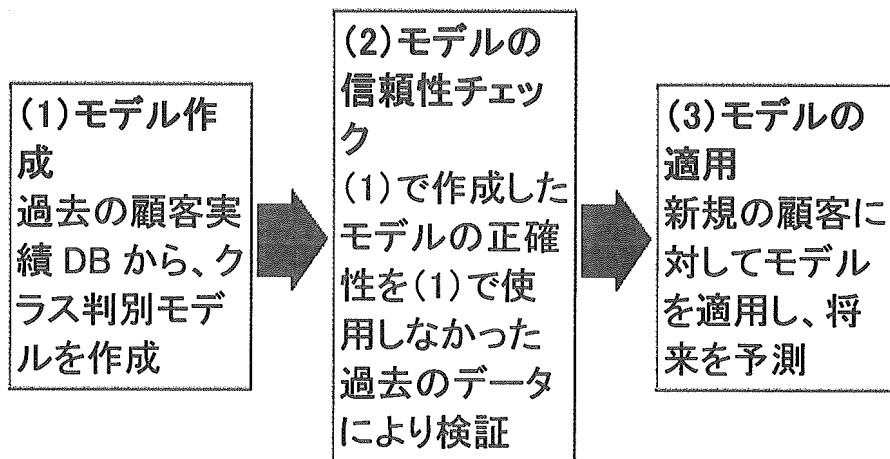 (1)モデル作
成
過去の顧客実
績 DB から、ク
ラス判別モデ
ルを作成
(2)モデルの
信頼性チェッ
ク
(1)で作成した
モデルの正確
性を(1)で使
用しなかった
過去のデータ
により検証
(3)モデルの
適用
新規の顧客に
対してモデル
を適用し、将
来を予測